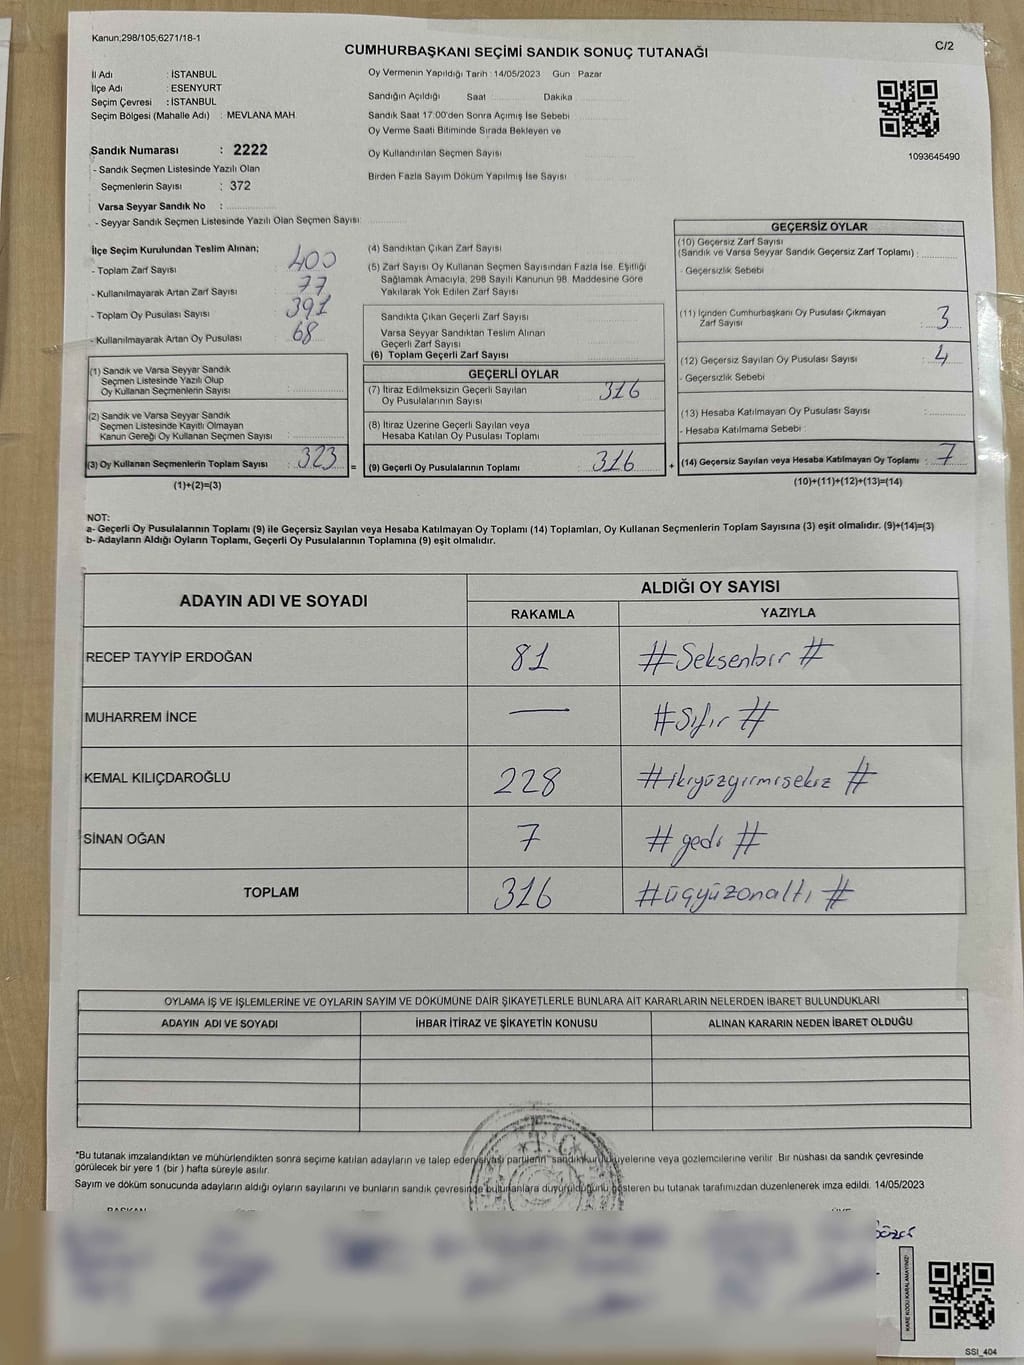 Kanun;298/105;6271/18-1
C/2
CUMHURBAŞKANI SEÇİMİ SANDIK SONUÇ TUTANAĞI
İl Adı : İSTANBUL
İlçe Adı : ESENYURT
Seçim Çevresi : İSTANBUL
Seçim Bölgesi (Mahalle Adı) : MEVLANA MAH
Oy Vermenin Yapıldığı Tarih : 14/05/2023 Gün : Pazar
Sandığın Açıldığı Saat Dakika
Sandık Saat 17:00'den Sonra Açımış İse Sebebi
Oy Verme Saati Bitiminde Sırada Bekleyen ve
Oy Kullandırılan Seçmen Sayısı
Birden Fazla Sayım Döküm Yapılmış İse Sayısı
1093645490
Sandık Numarası : 2222
- Sandık Seçmen Listesinde Yazılı Olan
Seçmenlerin Sayısı : 372
Varsa Seyyar Sandık No :
- Seyyar Sandık Seçmen Listesinde Yazılı Olan Seçmen Sayısı:
İlçe Seçim Kurulundan Teslim Alınan;
- Toplam Zarf Sayısı : 400
- Kullanılmayarak Artan Zarf Sayısı : 77
- Toplam Oy Pusulası Sayısı : 391
- Kullanılmayarak Artan Oy Pusulası : 68
(1) Sandık ve Varsa Seyyar Sandık
Seçmen Listesinde Yazılı Olup
Oy Kullanan Seçmenlerin Sayısı :
(2) Sandık ve Varsa Seyyar Sandık
Seçmen Listesinde Kayıtlı Olmayan
Kanun Gereği Oy Kullanan Seçmen Sayısı :
(3) Oy Kullanan Seçmenlerin Toplam Sayısı : 323 =
(1)+(2)=(3)
(4) Sandıktan Çıkan Zarf Sayısı
(5) Zarf Sayısı Oy Kullanan Seçmen Sayısından Fazla İse, Eşitliği
Sağlamak Amacıyla, 298 Sayılı Kanunun 98. Maddesine Göre
Yakılarak Yok Edilen Zarf Sayısı
Sandıkta Çıkan Geçerli Zarf Sayısı
Varsa Seyyar Sandıktan Teslim Alınan
Geçerli Zarf Sayısı
(6) Toplam Geçerli Zarf Sayısı
GEÇERLİ OYLAR
(7) İtiraz Edilmeksizin Geçerli Sayılan
Oy Pusulalarının Sayısı 316
(8) İtiraz Üzerine Geçerli Sayılan veya
Hesaba Katılan Oy Pusulası Toplamı
(9) Geçerli Oy Pusulalarının Toplamı : 316 +
GEÇERSİZ OYLAR
(10) Geçersiz Zarf Sayısı
(Sandık ve Varsa Seyyar Sandık Geçersiz Zarf Toplamı) :
- Geçersizlik Sebebi
(11) İçinden Cumhurbaşkanı Oy Pusulası Çıkmayan
Zarf Sayısı : 3
(12) Geçersiz Sayılan Oy Pusulası Sayısı : 4
- Geçersizlik Sebebi
(13) Hesaba Katılmayan Oy Pusulası Sayısı :
- Hesaba Katılmama Sebebi :
(14) Geçersiz Sayılan veya Hesaba Katılmayan Oy Toplamı : 7
(10)+(11)+(12)+(13)=(14)
NOT:
a- Geçerli Oy Pusulalarının Toplamı (9) ile Geçersiz Sayılan veya Hesaba Katılmayan Oy Toplamı (14) Toplamları, Oy Kullanan Seçmenlerin Toplam Sayısına (3) eşit olmalıdır. (9)+(14)=(3)
b- Adayların Aldığı Oyların Toplamı, Geçerli Oy Pusulalarının Toplamına (9) eşit olmalıdır.
ADAYIN ADI VE SOYADI
ALDIĞI OY SAYISI
RAKAMLA YAZIYLA
RECEP TAYYİP ERDOĞAN 81 #Seksenbir #
MUHARREM İNCE — #Sıfır #
KEMAL KILIÇDAROĞLU 228 #ikiyüzyirmisekiz #
SİNAN OĞAN 7 #yedi #
TOPLAM 316 #üçyüzonaltı #
OYLAMA İŞ VE İŞLEMLERİNE VE OYLARIN SAYIM VE DÖKÜMÜNE DAİR ŞİKAYETLERLE BUNLARA AİT KARARLARIN NELERDEN İBARET BULUNDUKLARI
ADAYIN ADI VE SOYADI İHBAR İTİRAZ VE ŞİKAYETİN KONUSU ALINAN KARARIN NEDEN İBARET OLDUĞU
T.C.
*Bu tutanak imzalandıktan ve mühürlendikten sonra seçime katılan adayların ve talep eden siyasi partilerin sandık kurulu üyelerine veya gözlemcilerine verilir. Bir nüshası da sandık çevresinde
görülecek bir yere 1 (bir ) hafta süreyle asılır.
Sayım ve döküm sonucunda adayların aldığı oyların sayılarını ve bunların sandık çevresinde bulunanlara duyurulduğunu gösteren bu tutanak tarafımızdan düzenlenerek imza edildi. 14/05/2023
BAŞKAN ÜYE
KARE KODU KARALAMAYINIZ!
SSI_404